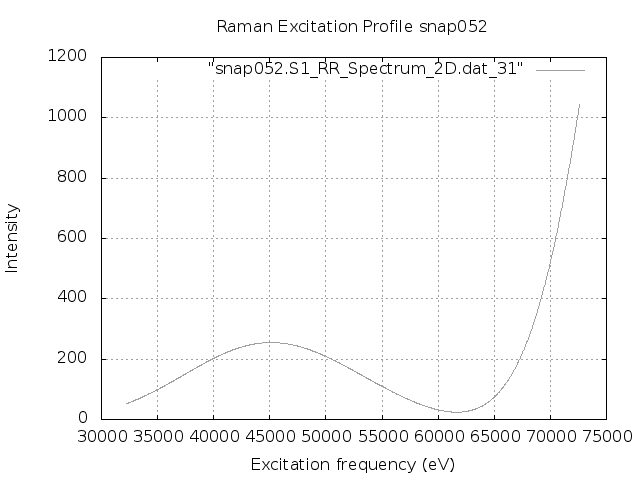 Raman Excitation Profile snap052
"snap052.S1_RR_Spectrum_2D.dat_31"
1200
1000
800
600
400
200
0
Intensity
30000 35000 40000 45000 50000 55000 60000 65000 70000 75000
Excitation frequency (eV)